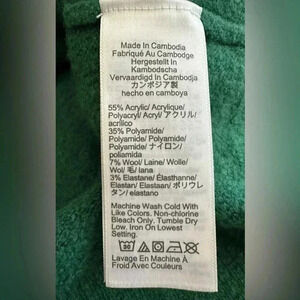 Made In Cambodia
Fabriqué Au Cambodge
Hergestellt In
Kambodscha
Vervaardigd In Cambodja
カンボジア製
hecho en camboya
55% Acrylic/ Acrylique/
Polyacryl/ Acryl/ アクリル/
acrilico
35% Polyamide/
Polyamide/ Polyamid/
Polyamide/ ナイロン/
poliamida
7% Wool/ Laine/ Wolle/
Wol/ 毛/ lana
3% Elastane/ Élasthanne/
Elastan/ Elastaan/ ポリウレ
タン/ elastano
Machine Wash Cold With
Like Colors. Non-chlorine
Bleach Only. Tumble Dry
Low. Iron On Lowest
Setting.
30
Lavage En Machine À
Froid Avec Couleurs